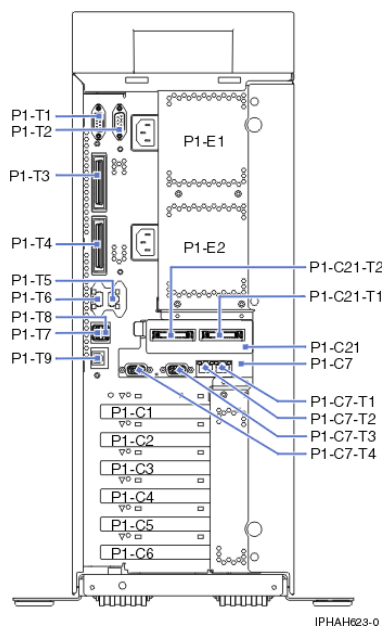 P1-T1
P1-T2
P1-E1
P1-T3
P1-T4
P1-E2
P1-T5
P1-T6
P1-T8
P1-T7
P1-T9
P1-C21-T2
P1-C21-T1
P1-C21
P1-C7
P1-C7-T1
P1-C7-T2
P1-C7-T3
P1-C7-T4
P1-C1
P1-C2
P1-C3
P1-C4
P1-C5
P1-C6
IPHAH623-0